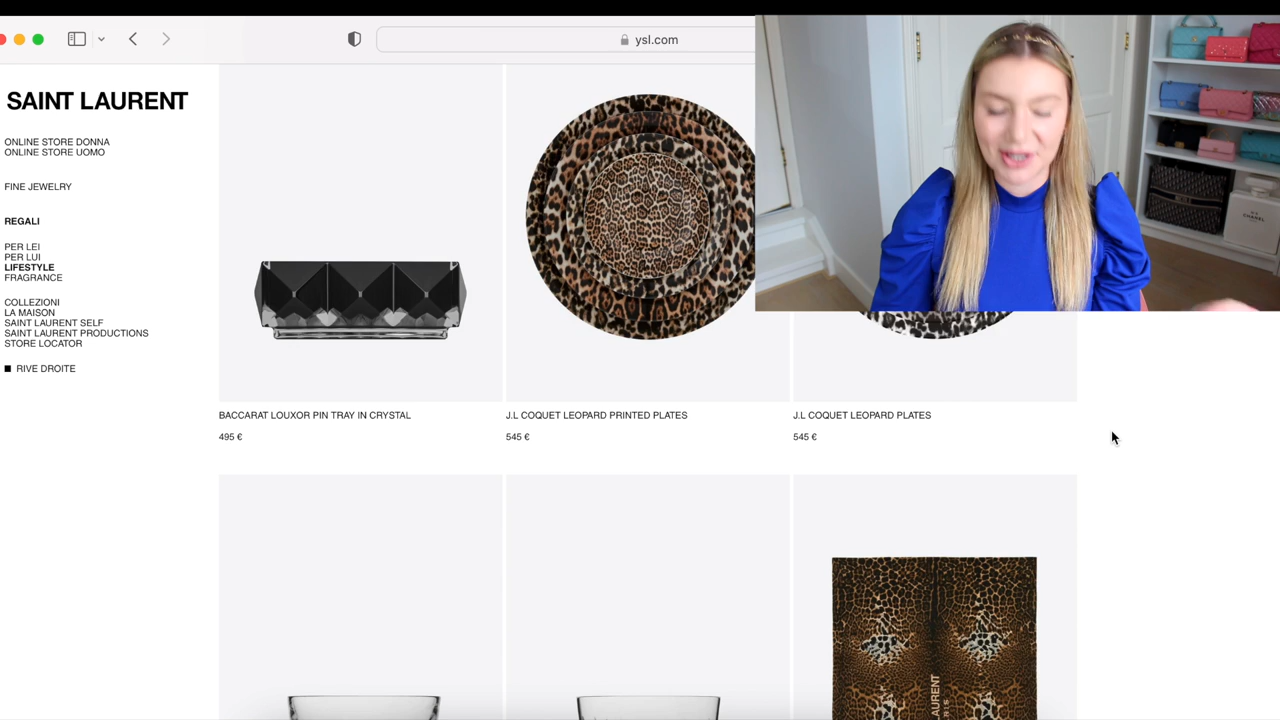 ysl.com
SAINT LAURENT
ONLINE STORE DONNA
ONLINE STORE UOMO
FINE JEWELRY
REGALI
PER LEI
PER LUI
LIFESTYLE
FRAGRANCE
COLLEZIONI
LA MAISON
SAINT LAURENT SELF
SAINT LAURENT PRODUCTIONS
STORE LOCATOR
RIVE DROITE
BACCARAT LOUXOR PIN TRAY IN CRYSTAL
495 €
J.L COQUET LEOPARD PRINTED PLATES
545 €
J.L COQUET LEOPARD PLATES
545 €
CHANEL
LAURENT